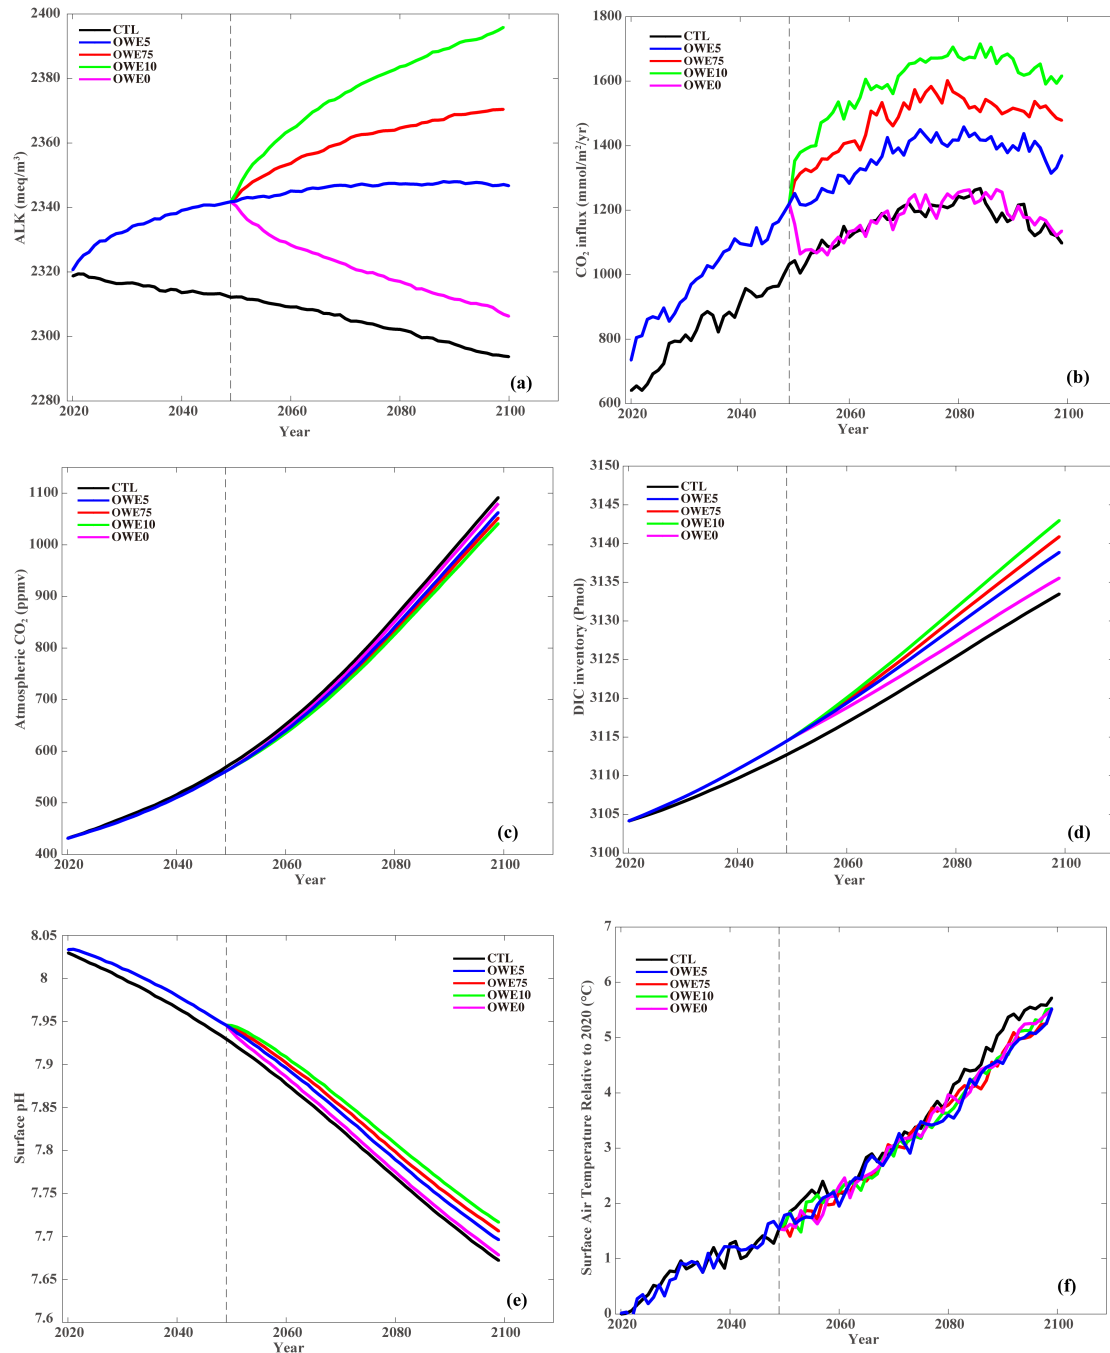 2400
2380
2360
2340
2320
2300
2280
ALK (meq/m³)
CTL
OWE5
OWE75
OWE10
OWE0
(a)
2020 2040 2060 2080 2100
Year
1800
1600
1400
1200
1000
800
600
CO₂ influx (mmol/m²/yr)
CTL
OWE5
OWE75
OWE10
OWE0
(b)
2020 2040 2060 2080 2100
Year
1100
1000
900
800
700
600
500
400
Atmospheric CO₂ (ppmv)
CTL
OWE5
OWE75
OWE10
OWE0
(c)
2020 2040 2060 2080 2100
Year
3150
3145
3140
3135
3130
3125
3120
3115
3110
3105
3100
DIC inventory (Pmol)
CTL
OWE5
OWE75
OWE10
OWE0
(d)
2020 2040 2060 2080 2100
Year
8.05
8
7.95
7.9
7.85
7.8
7.75
7.7
7.65
7.6
Surface pH
CTL
OWE5
OWE75
OWE10
OWE0
(e)
2020 2040 2060 2080 2100
Year
7
6
5
4
3
2
1
0
Surface Air Temperature Relative to 2020 (°C)
CTL
OWE5
OWE75
OWE10
OWE0
(f)
2020 2040 2060 2080 2100
Year